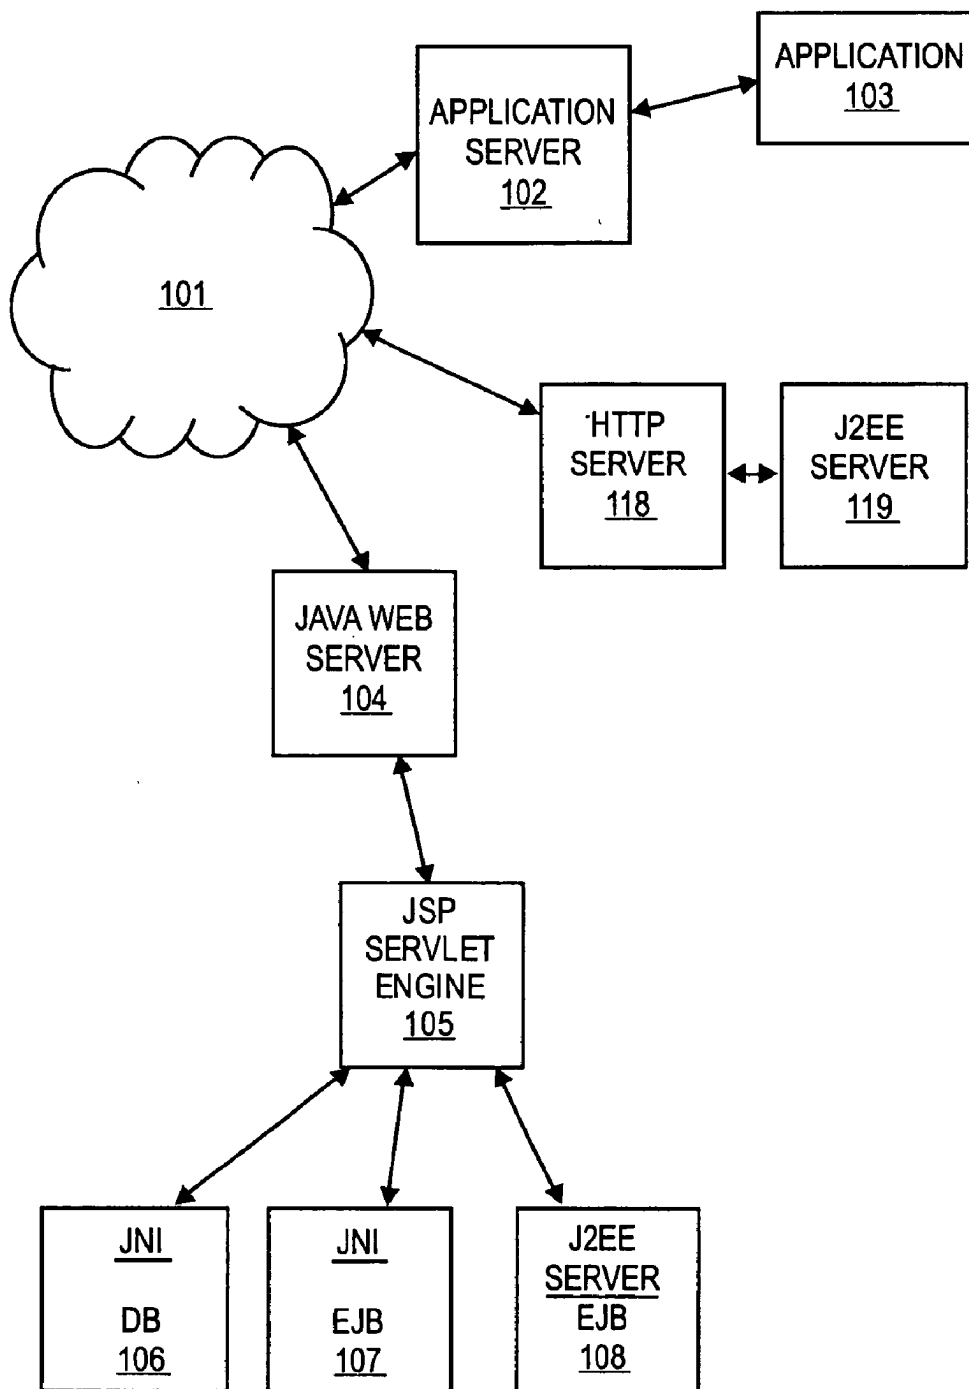 APPLICATION
103
APPLICATION
SERVER
102
101
HTTP
SERVER
118
J2EE
SERVER
119
JAVA WEB
SERVER
104
JSP
SERVLET
ENGINE
105
JNI
DB
106
JNI
EJB
107
J2EE
SERVER
EJB
108